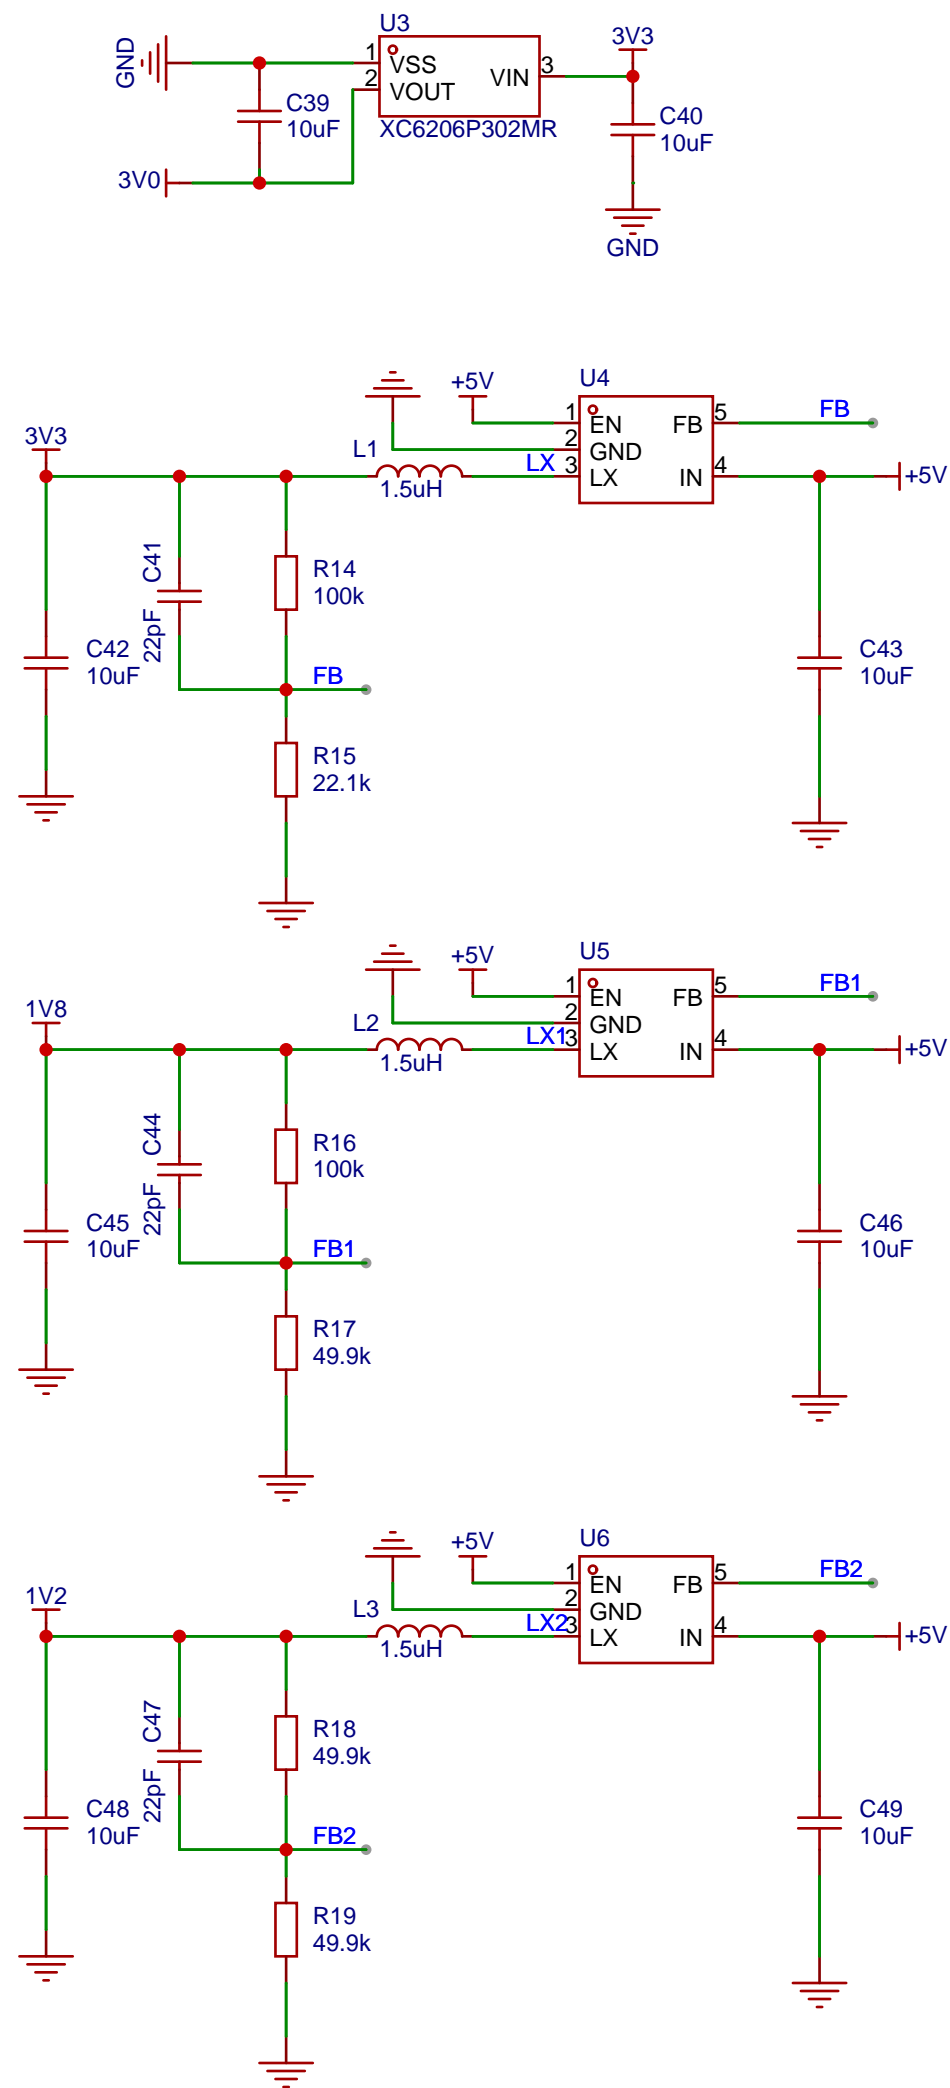 U3
GND
1
VSS
2
VOUT
VIN
3
XC6206P302MR
C39
10uF
3V0
3V3
C40
10uF
GND
+5V
U4
1
EN
2
GND
3
LX
FB
5
IN
4
FB
+5V
LX
L1
1.5uH
3V3
C41
22pF
R14
100k
C42
10uF
FB
R15
22.1k
C43
10uF
+5V
U5
1
EN
2
GND
3
LX
FB
5
IN
4
FB1
+5V
LX1
L2
1.5uH
1V8
C44
22pF
R16
100k
C45
10uF
FB1
R17
49.9k
C46
10uF
+5V
U6
1
EN
2
GND
3
LX
FB
5
IN
4
FB2
+5V
LX2
L3
1.5uH
1V2
C47
22pF
R18
49.9k
C48
10uF
FB2
R19
49.9k
C49
10uF